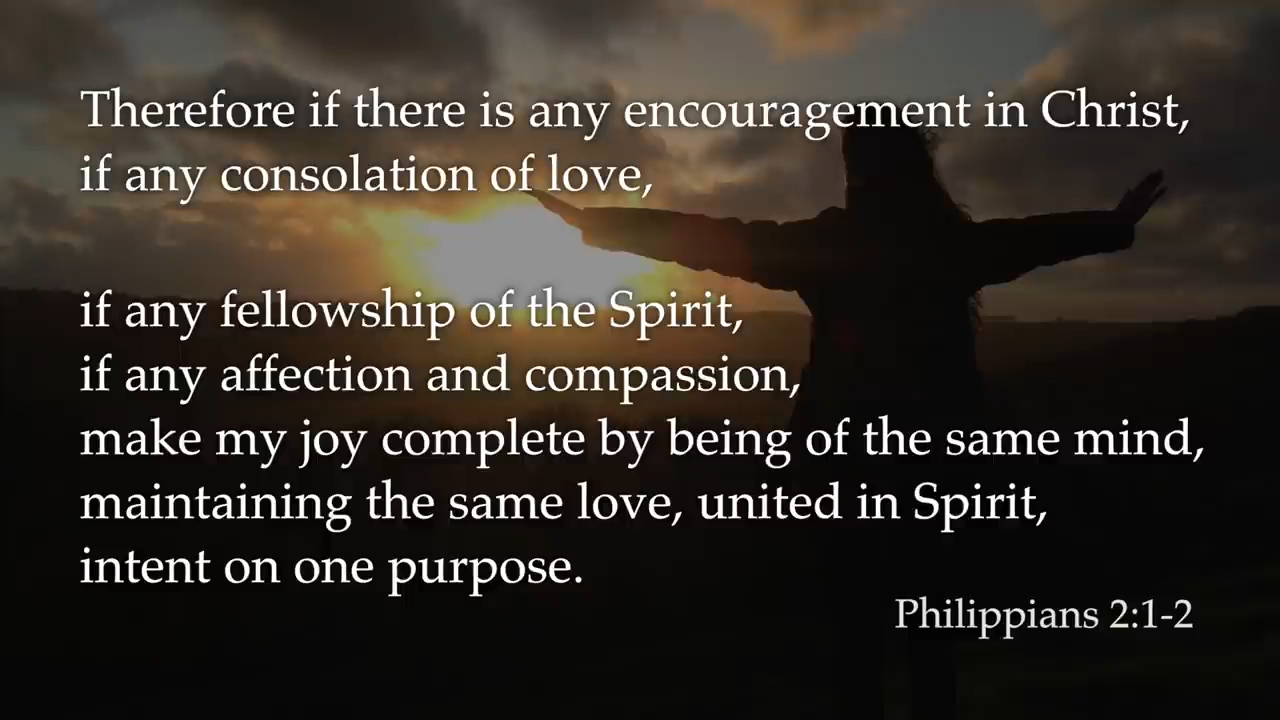 Therefore if there is any encouragement in Christ,
if any consolation of love,
if any fellowship of the Spirit,
if any affection and compassion,
make my joy complete by being of the same mind,
maintaining the same love, united in Spirit,
intent on one purpose.
Philippians 2:1-2